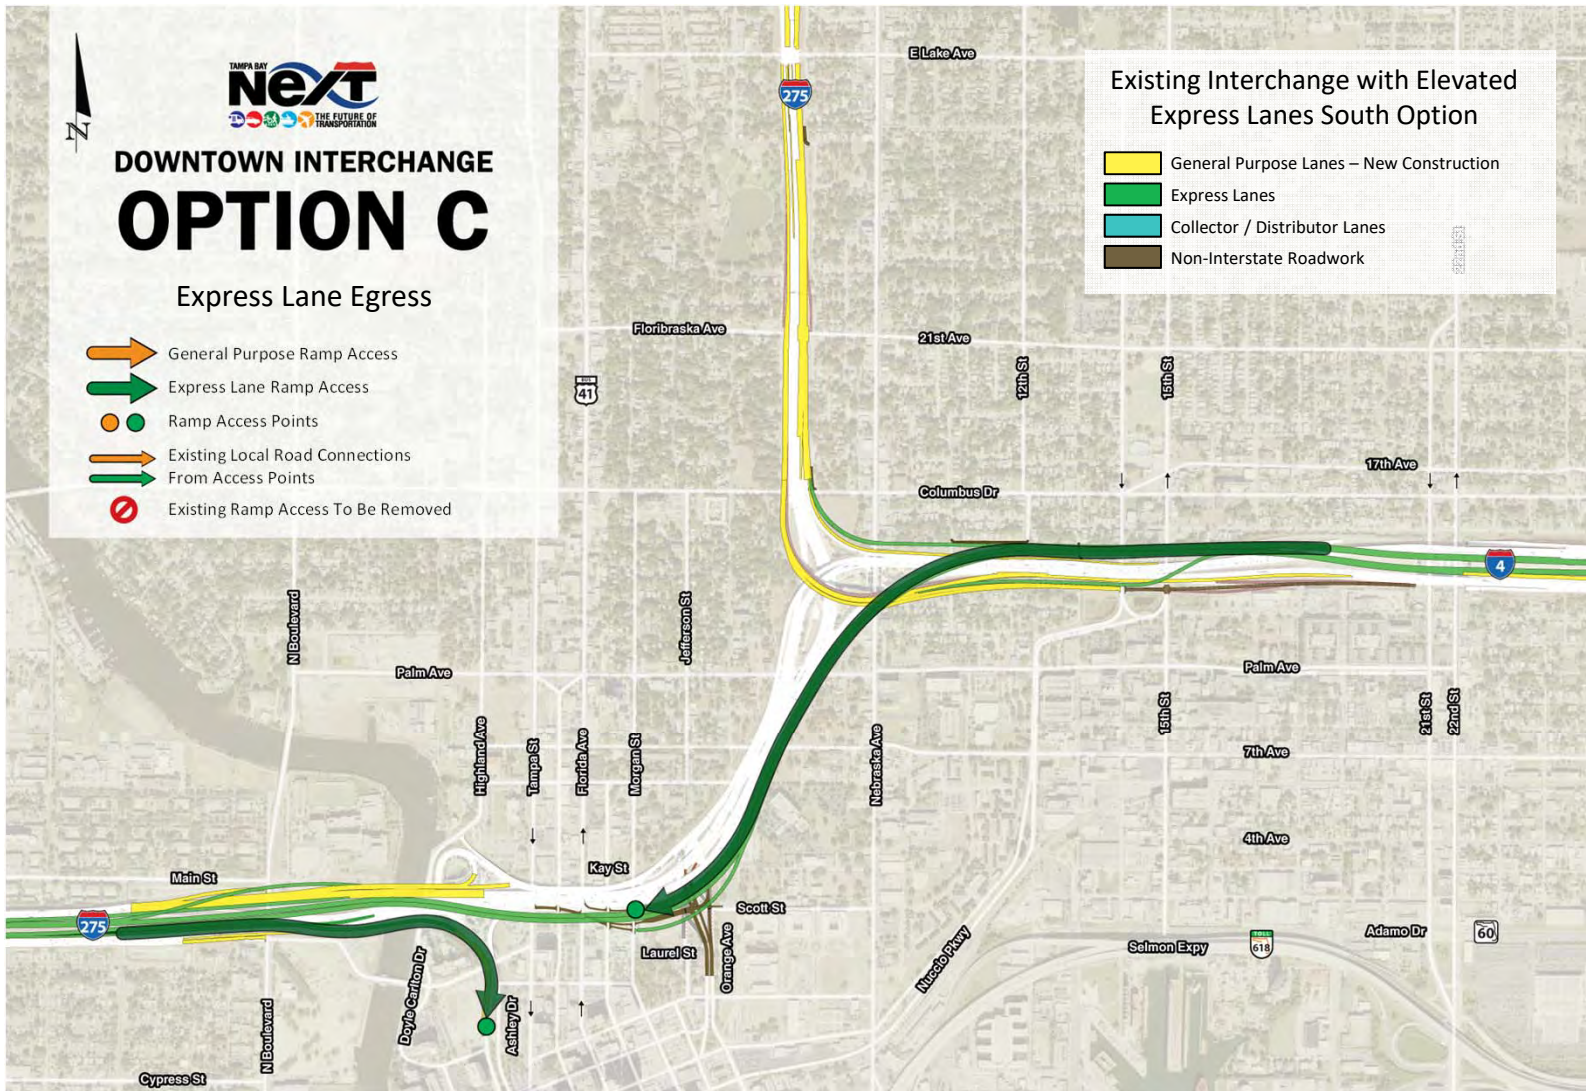 TAMPA BAY
NEXT
THE FUTURE OF
TRANSPORTATION
N
DOWNTOWN INTERCHANGE
OPTION C
Express Lane Egress
General Purpose Ramp Access
Express Lane Ramp Access
Ramp Access Points
Existing Local Road Connections
From Access Points
Existing Ramp Access To Be Removed
Existing Interchange with Elevated
Express Lanes South Option
General Purpose Lanes – New Construction
Express Lanes
Collector / Distributor Lanes
Non-Interstate Roadwork
E Lake Ave
275
Floribraska Ave
21st Ave
12th St
15th St
BUS
41
17th Ave
Columbus Dr
4
N Boulevard
Jefferson St
Palm Ave
Palm Ave
Highland Ave
Tampa St
Florida Ave
Morgan St
Nebraska Ave
15th St
21st St
22nd St
7th Ave
4th Ave
Kay St
Main St
Scott St
275
Laurel St
Orange Ave
Nuccio Pkwy
Selmon Expy
TOLL
618
Adamo Dr
60
Doyle Carlton Dr
Ashley Dr
N Boulevard
Cypress St